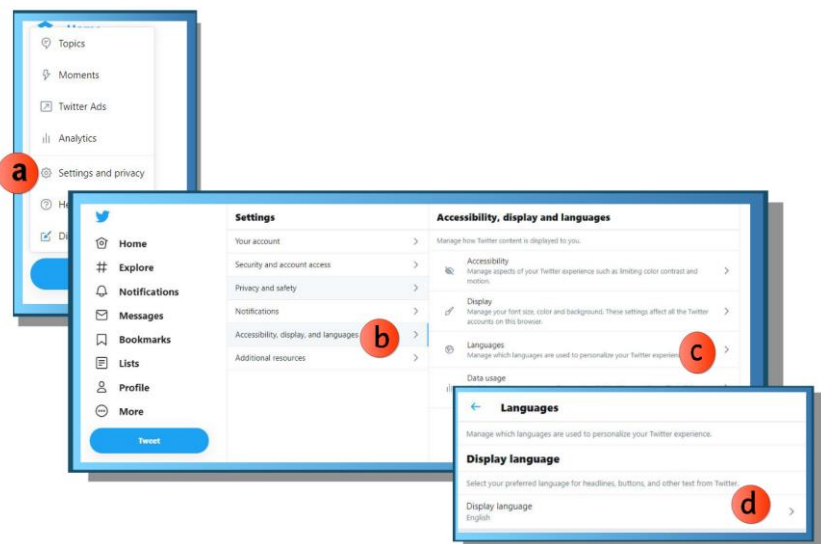 Home
Topics
Moments
Twitter Ads
Analytics
a
Settings and privacy
He
Di
Home
Explore
Notifications
Messages
Bookmarks
Lists
Profile
More
Tweet
Settings
Your account
Security and account access
Privacy and safety
Notifications
Accessibility, display, and languages
b
Additional resources
Accessibility, display and languages
Manage how Twitter content is displayed to you.
Accessibility
Manage aspects of your Twitter experience such as limiting color contrast and
motion.
Display
Manage your font size, color and background. These settings affect all the Twitter
accounts on this browser.
Languages
Manage which languages are used to personalize your Twitter experience
c
Data usage
Languages
Manage which languages are used to personalize your Twitter experience.
Display language
Select your preferred language for headlines, buttons, and other text from Twitter.
Display language
English
d